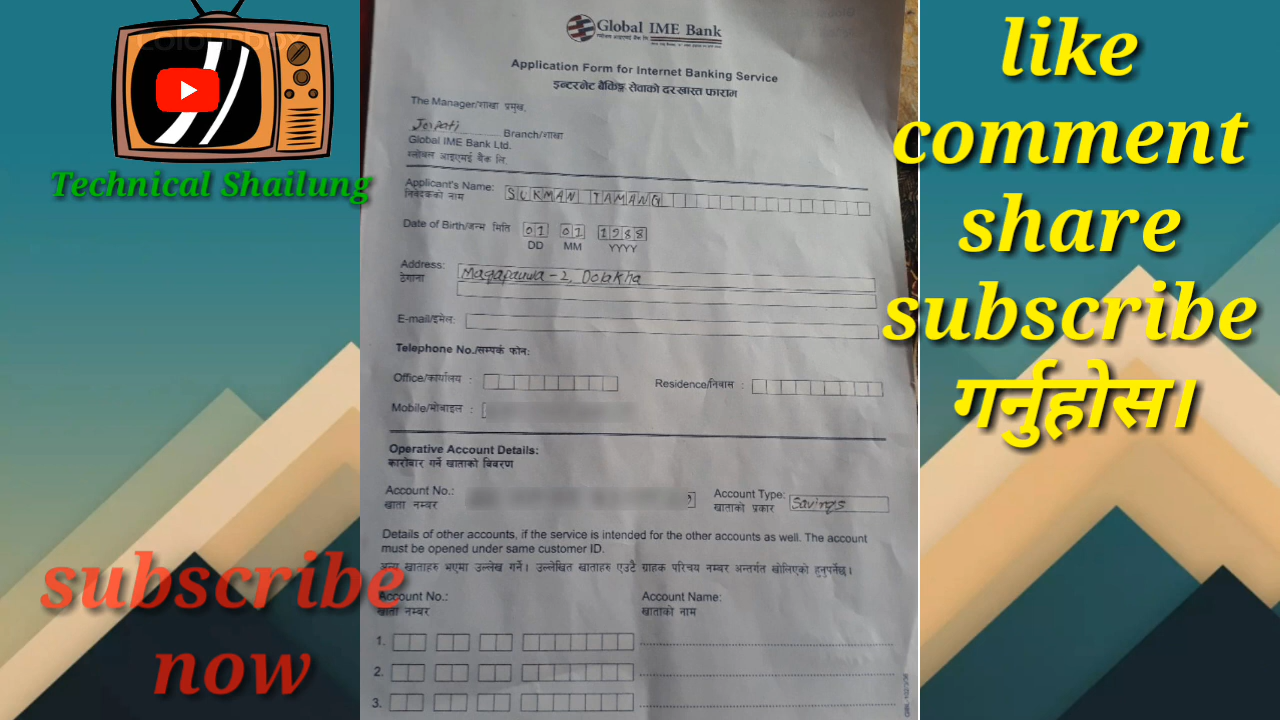 colourbox
Technical Shailung
subscribe
now
Global IME Bank
Application Form for Internet Banking Service
इन्टरनेट बैकिङ्ग सेवाको दरखास्त फाराम
The Manager/शाखा प्रमुख,
Jorpati Branch/शाखा
Global IME Bank Ltd.
ग्लोबल आइएमई बैंक लि.
Applicant's Name: SUKMAN TAMANG
निवेदकको नाम
Date of Birth/जन्म मिति 01 01 1988
DD MM YYYY
Address: Magapauwa - 2, Dolakha
ठेगाना
E-mail/इमेल:
Telephone No./सम्पर्क फोन:
Office/कार्यालय : Residence/निवास :
Mobile/मोबाइल :
Operative Account Details:
कारोबार गर्ने खाताको विवरण
Account No.: Account Type: Savings
खाता नम्बर खाताको प्रकार
Details of other accounts, if the service is intended for the other accounts as well. The account
must be opened under same customer ID.
अन्य खाताहरु भएमा उल्लेख गर्ने। उल्लेखित खाताहरु एउटै ग्राहक परिचय नम्बर अन्तर्गत खोलिएको हुनुपर्नेछ।
Account No.: Account Name:
खाता नम्बर खाताको नाम
1.
2.
3.
like
comment
share
subscribe
गर्नुहोस।